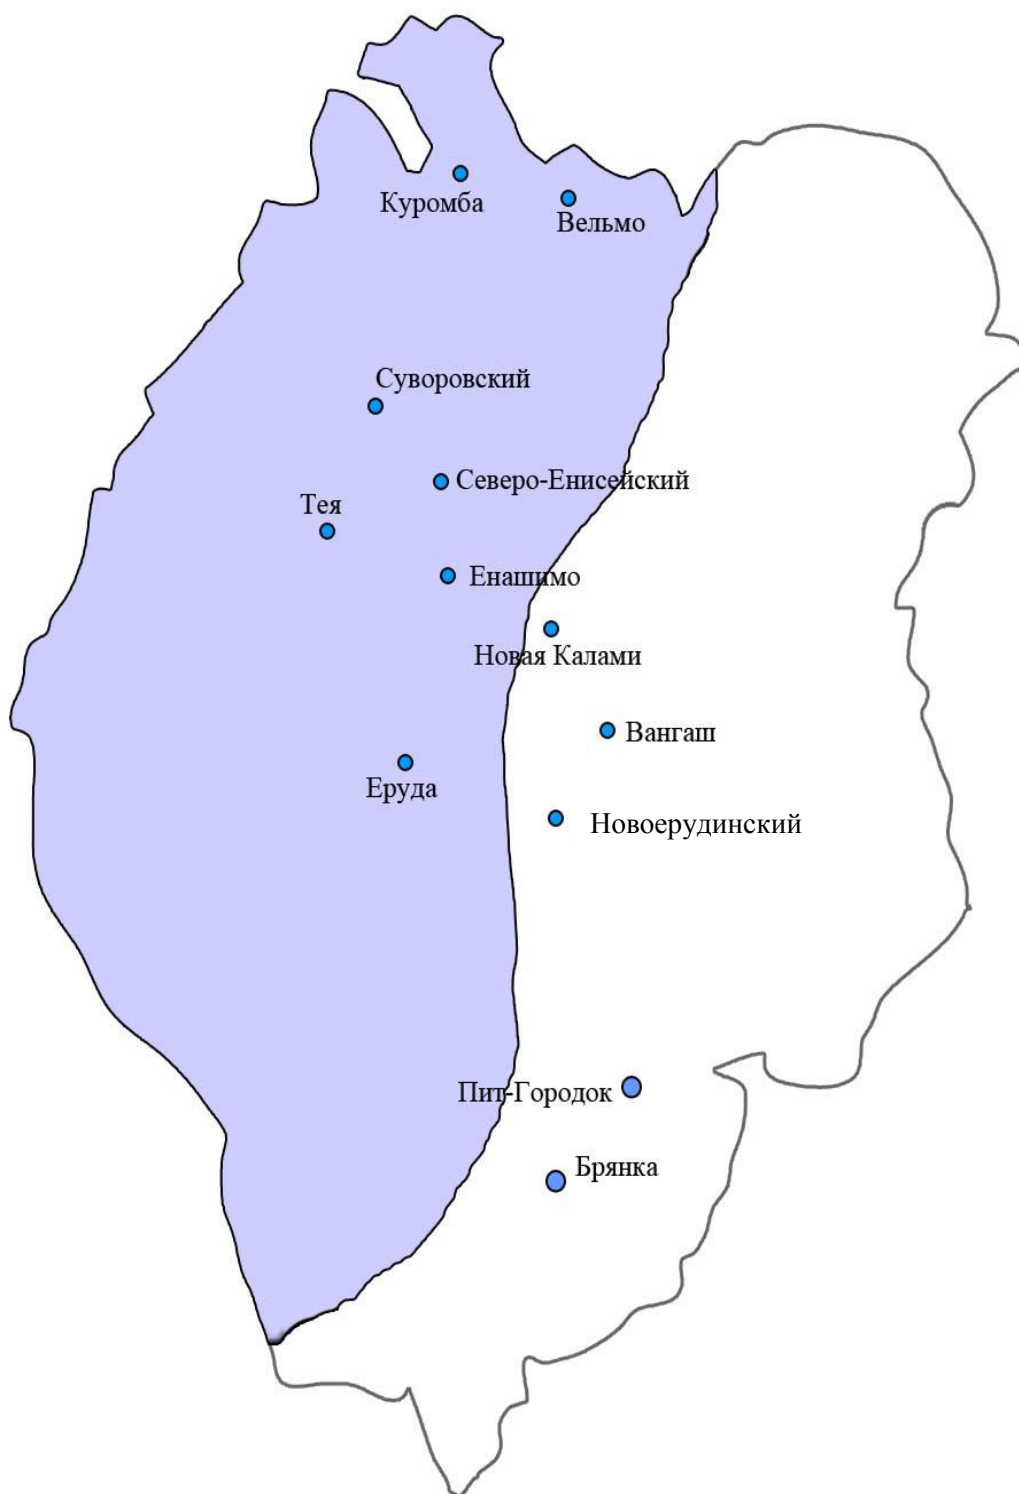 Куромба
Вельмо
Суворовский
Северо-Енисейский
Тея
Енашимо
Новая Калами
Вангаш
Еруда
Новоерудинский
Пит-Городок
Брянка